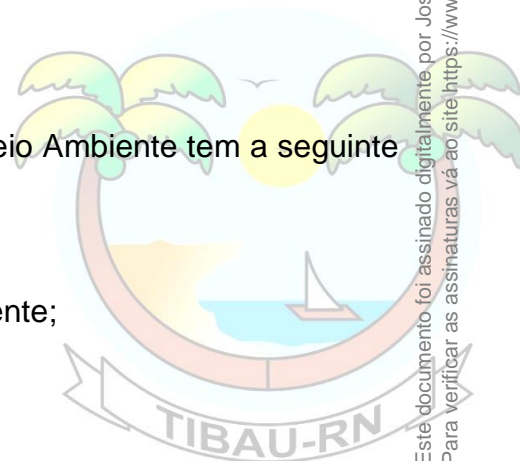 eio Ambiente tem a seguinte
ente;
TIBAU-RN
Este documento foi assinado digitalmente por Jos
Para verificar as assinaturas vá ao site https://ww